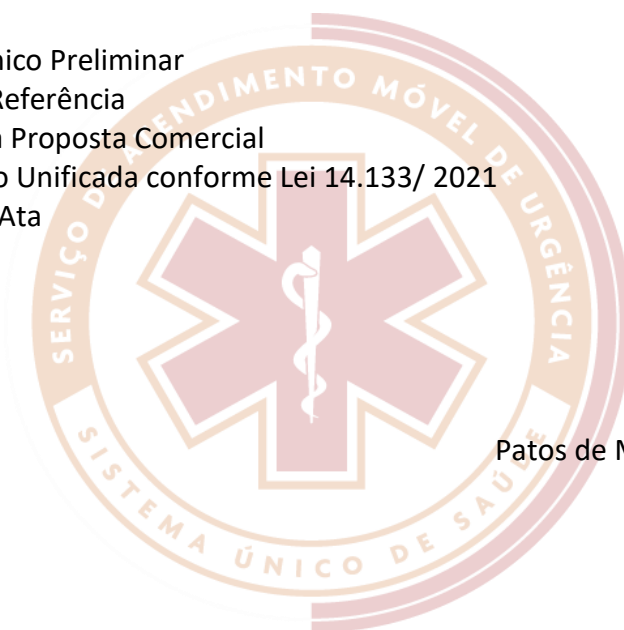 nico Preliminar
Referência
a Proposta Comercial
o Unificada conforme Lei 14.133/ 2021
Ata
SERVIÇO DE ATENDIMENTO MÓVEL DE URGÊNCIA
SISTEMA ÚNICO DE SAÚDE
Patos de M